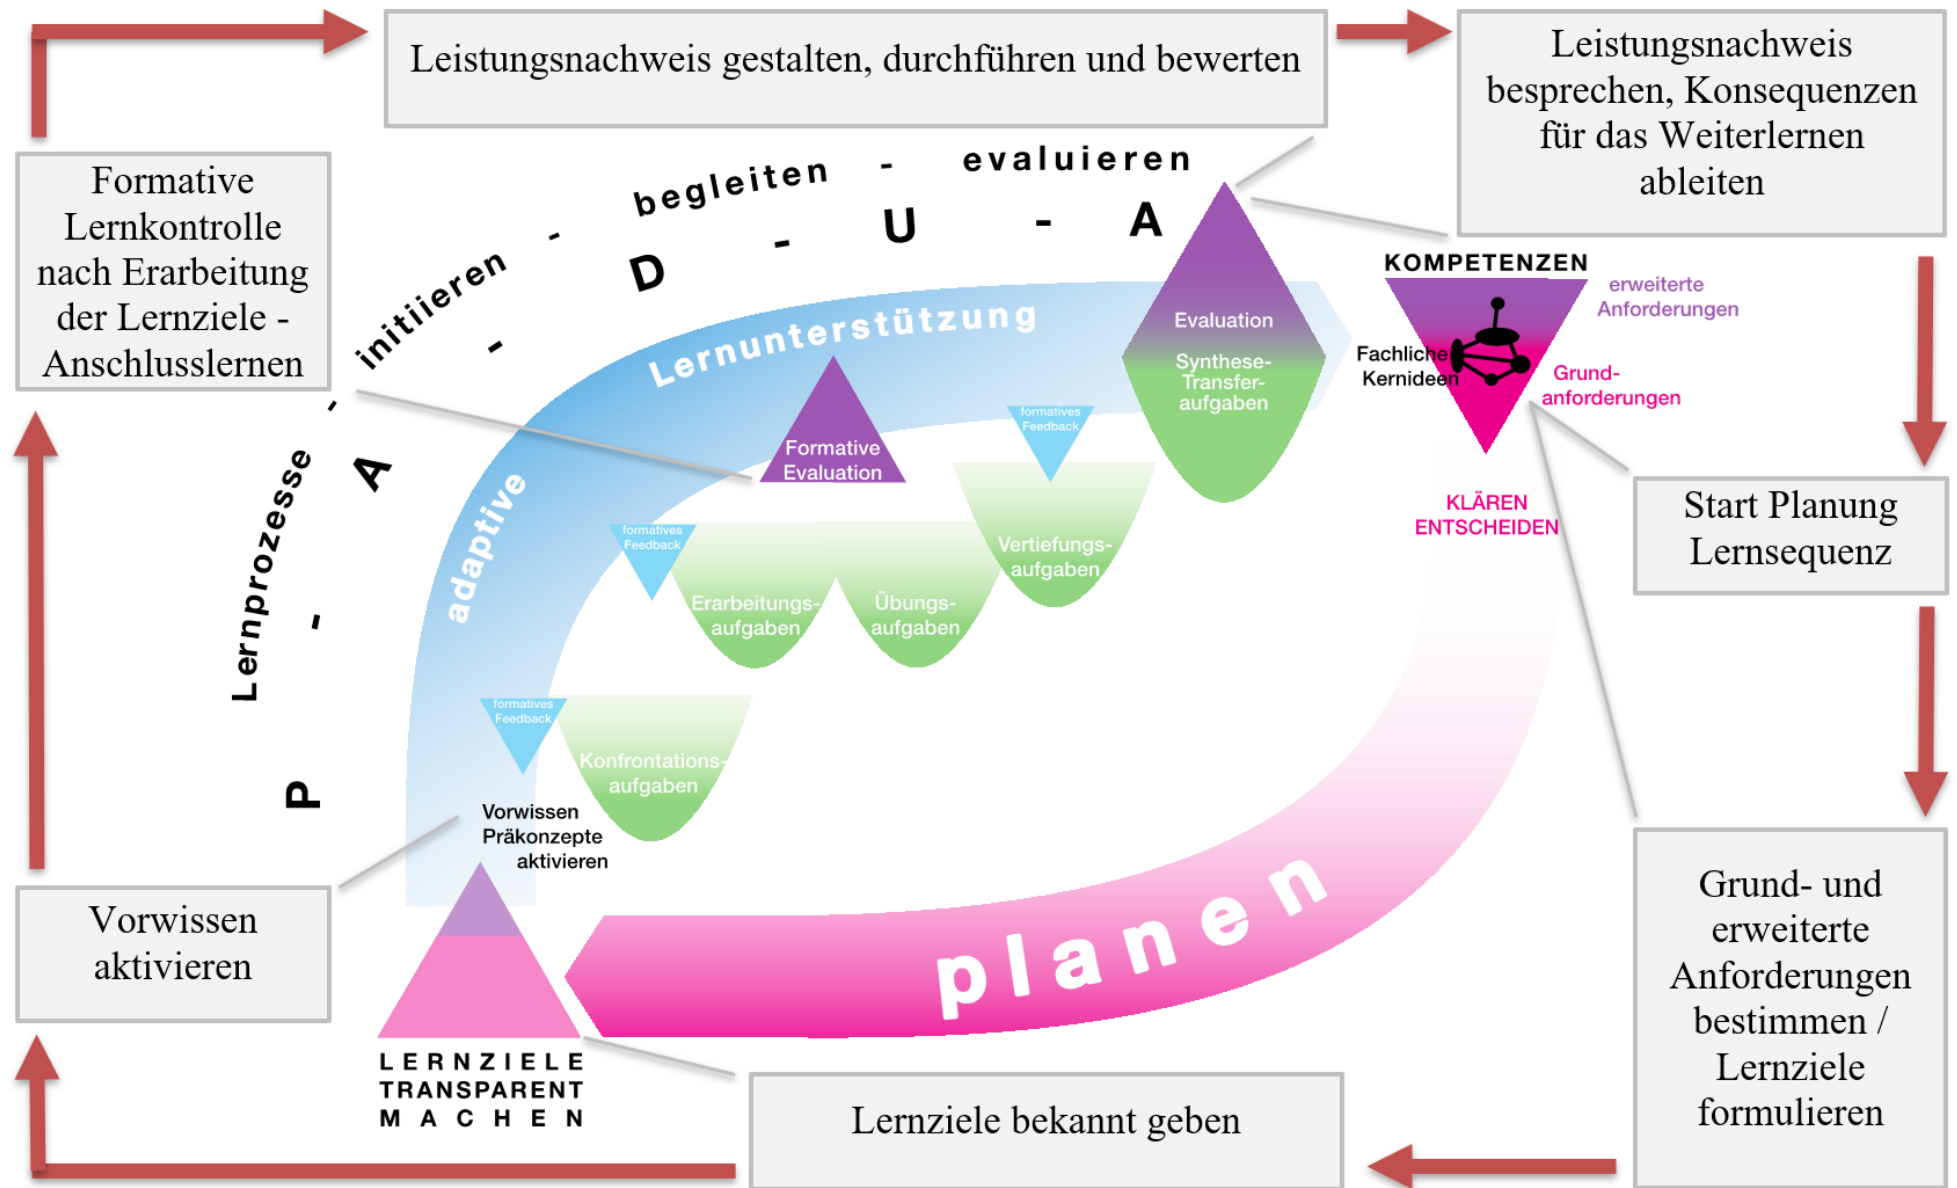 Leistungsnachweis gestalten, durchführen und bewerten
Leistungsnachweis
besprechen, Konsequenzen
für das Weiterlernen
ableiten
Formative
Lernkontrolle
nach Erarbeitung
der Lernziele -
Anschlusslernen
Lernprozesse - initiieren - begleiten - evaluieren
P - A - D - U - A
adaptive Lernunterstützung
Evaluation
Synthese-
Transfer-
aufgaben
KOMPETENZEN
erweiterte
Anforderungen
Fachliche
Kernideen
Grund-
anforderungen
formatives
Feedback
Formative
Evaluation
KLÄREN
ENTSCHEIDEN
Start Planung
Lernsequenz
formatives
Feedback
Vertiefungs-
aufgaben
Erarbeitungs-
aufgaben
Übungs-
aufgaben
formatives
Feedback
Konfrontations-
aufgaben
Vorwissen
Präkonzepte
aktivieren
planen
Vorwissen
aktivieren
Grund- und
erweiterte
Anforderungen
bestimmen /
Lernziele
formulieren
LERNZIELE
TRANSPARENT
MACHEN
Lernziele bekannt geben